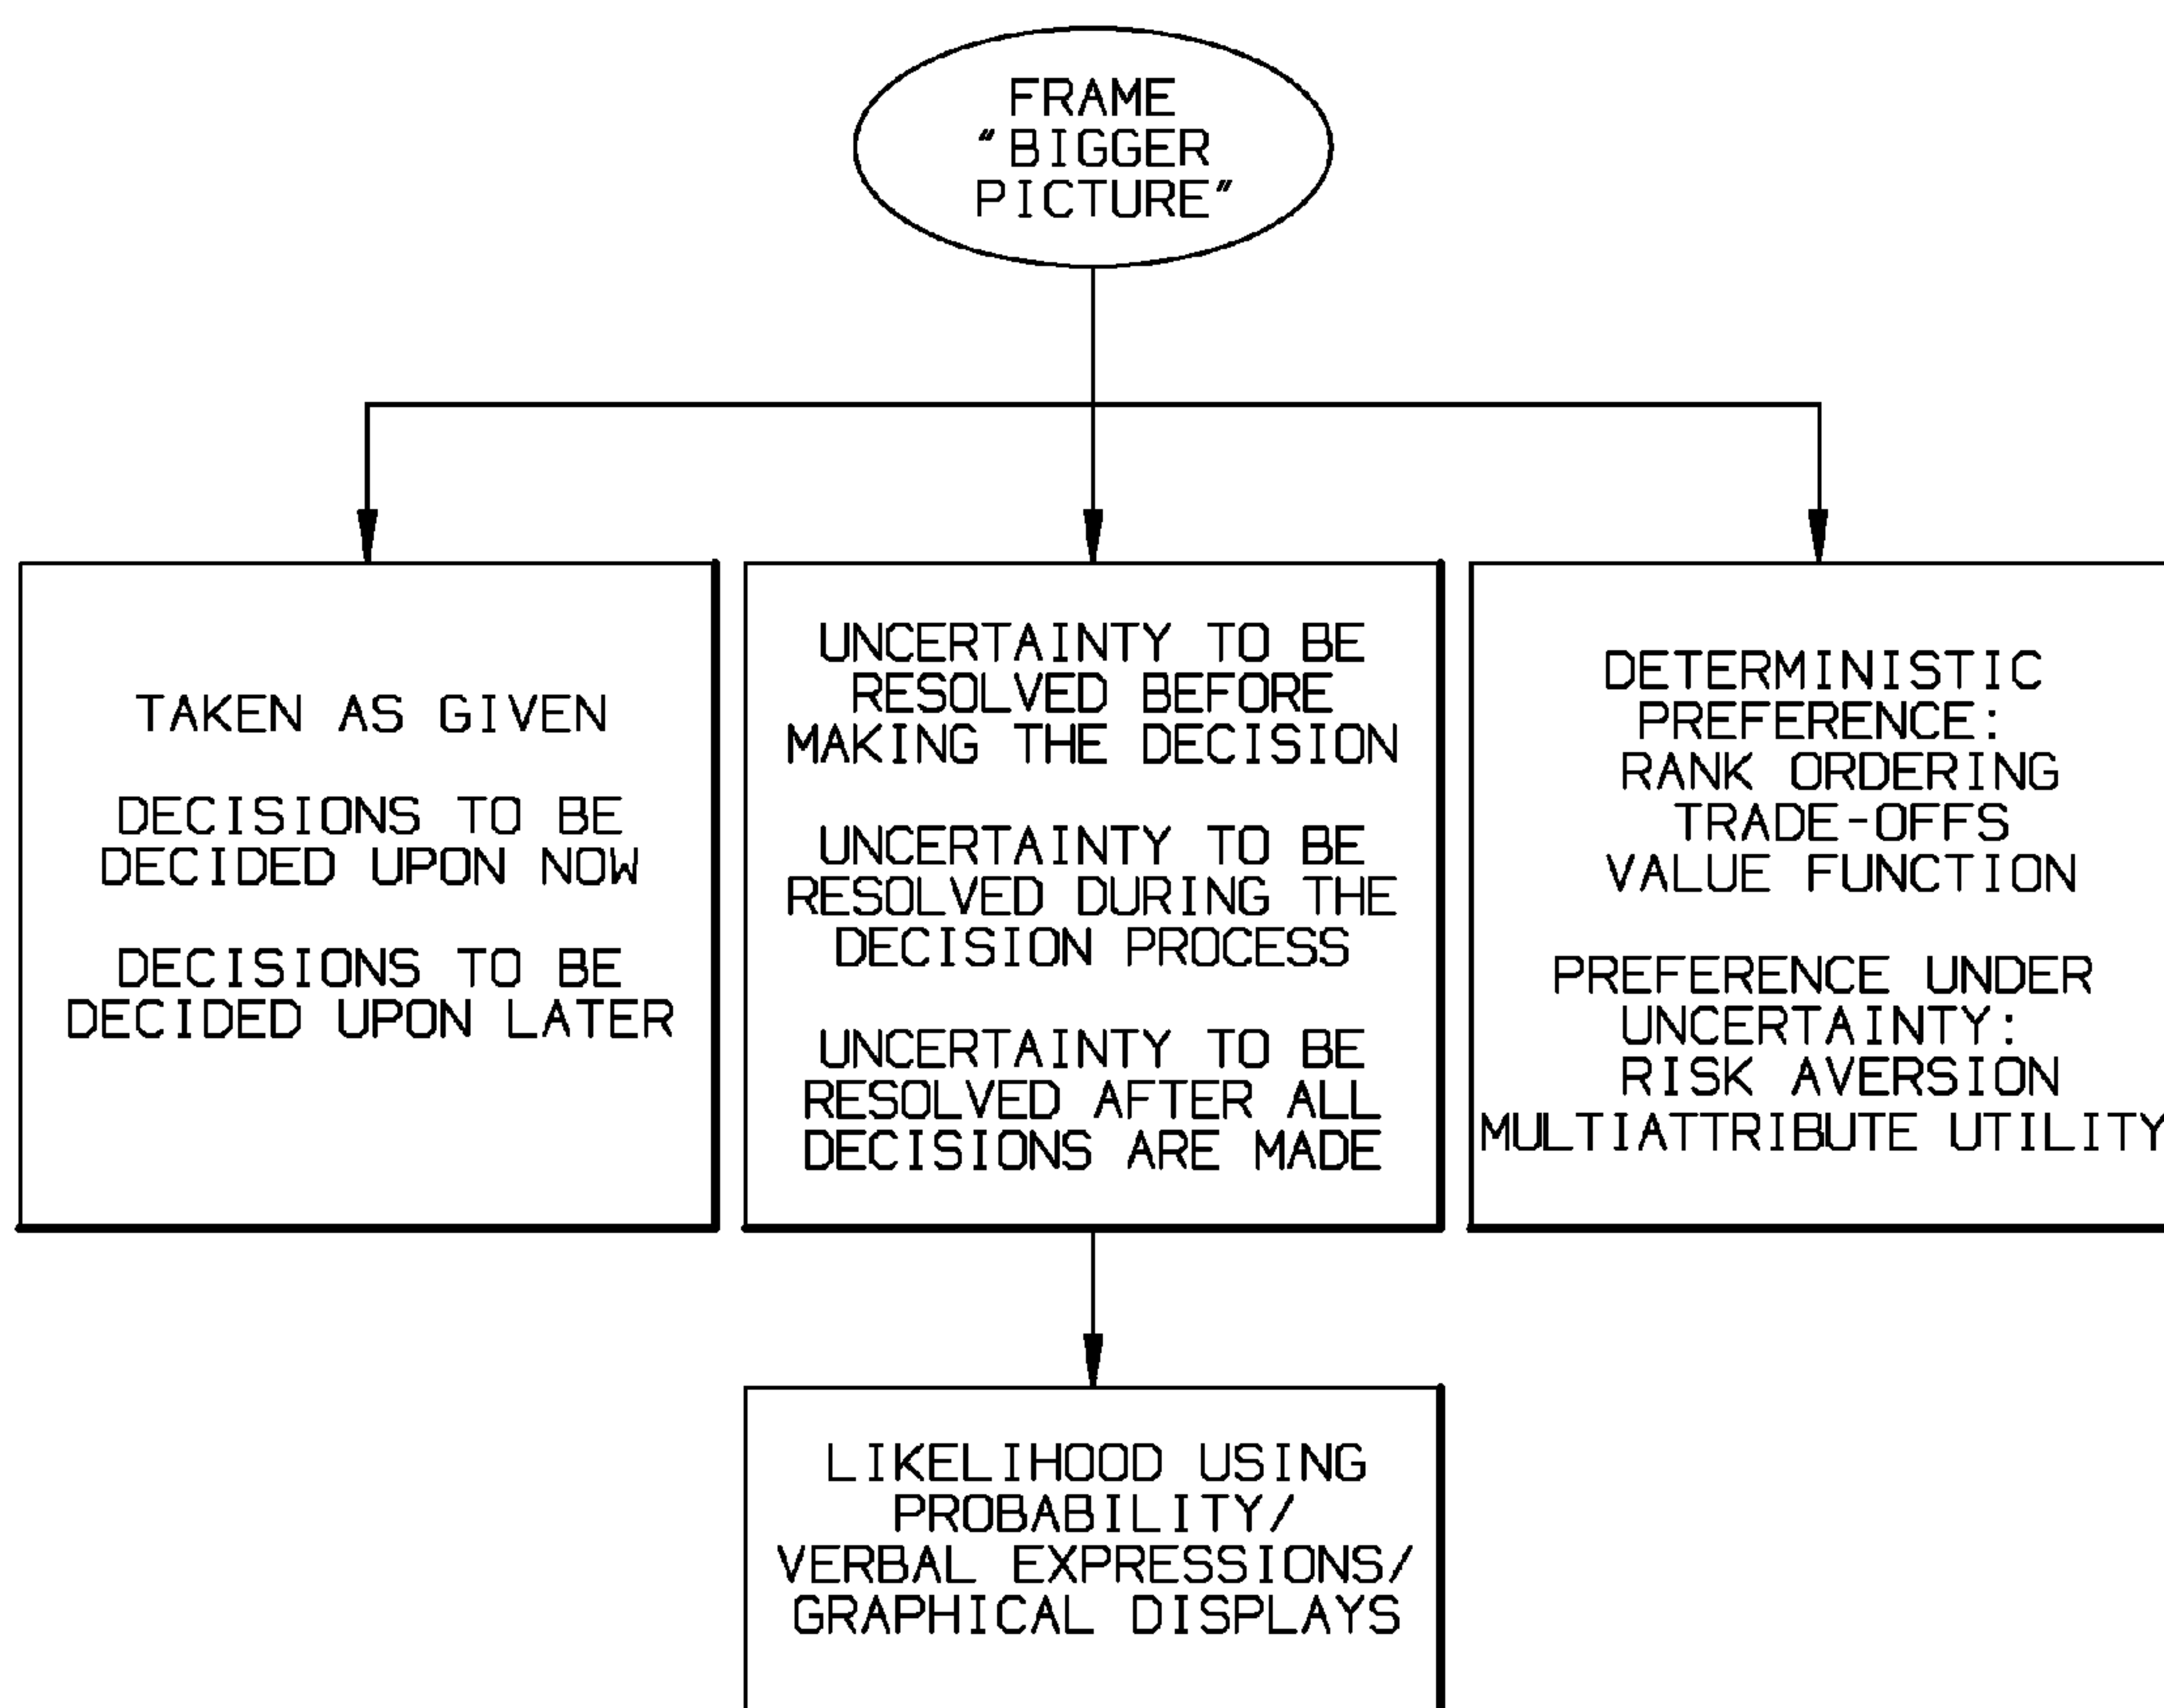 FRAME
"BIGGER
PICTURE"
TAKEN AS GIVEN
DECISIONS TO BE
DECIDED UPON NOW
DECISIONS TO BE
DECIDED UPON LATER
UNCERTAINTY TO BE
RESOLVED BEFORE
MAKING THE DECISION
UNCERTAINTY TO BE
RESOLVED DURING THE
DECISION PROCESS
UNCERTAINTY TO BE
RESOLVED AFTER ALL
DECISIONS ARE MADE
DETERMINISTIC
PREFERENCE:
RANK ORDERING
TRADE-OFFS
VALUE FUNCTION
PREFERENCE UNDER
UNCERTAINTY:
RISK AVERSION
MULTIATTRIBUTE UTILITY
LIKELIHOOD USING
PROBABILITY/
VERBAL EXPRESSIONS/
GRAPHICAL DISPLAYS